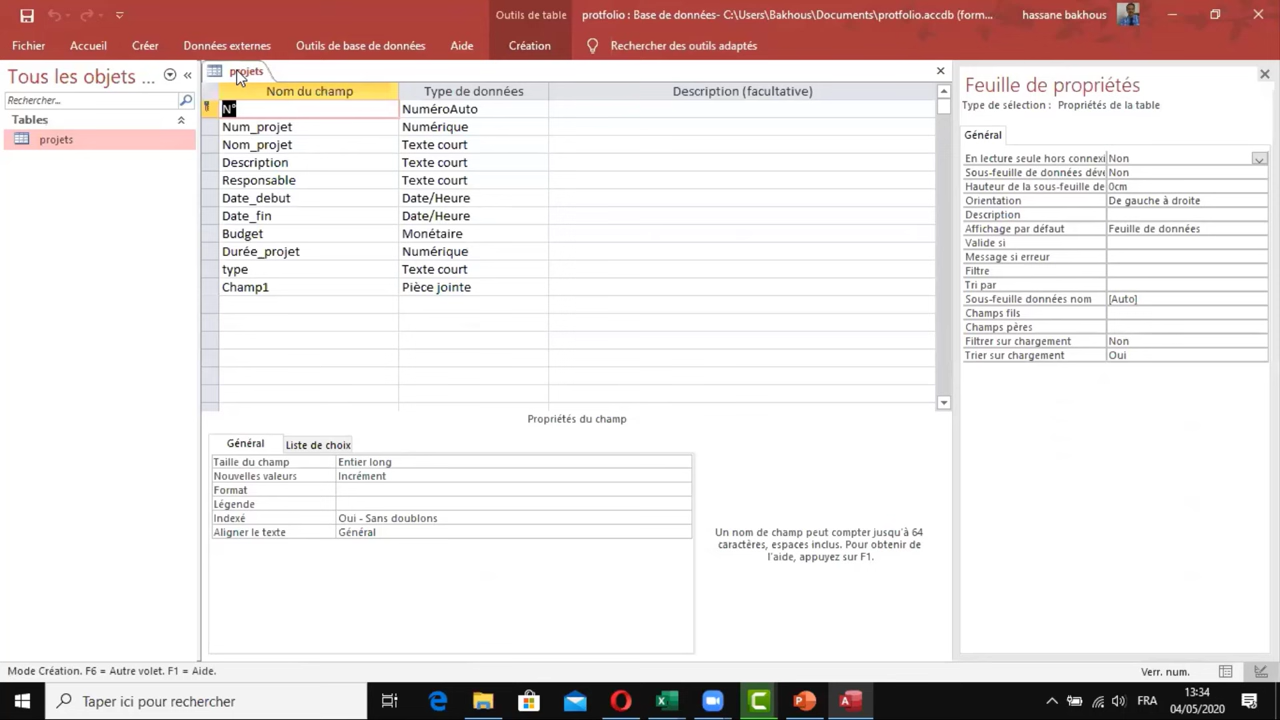 Outils de table
protfolio : Base de données- C:\Users\Bakhous\Documents\protfolio.accdb (form...
hassane bakhous
Fichier
Accueil
Créer
Données externes
Outils de base de données
Aide
Création
Rechercher des outils adaptés
Tous les objets ...
Rechercher...
Tables
projets
projets
Nom du champ
Type de données
Description (facultative)
N°
NuméroAuto
Num_projet
Numérique
Nom_projet
Texte court
Description
Texte court
Responsable
Texte court
Date_debut
Date/Heure
Date_fin
Date/Heure
Budget
Monétaire
Durée_projet
Numérique
type
Texte court
Champ1
Pièce jointe
Propriétés du champ
Général
Liste de choix
Taille du champ
Entier long
Nouvelles valeurs
Incrément
Format
Légende
Indexé
Oui - Sans doublons
Aligner le texte
Général
Un nom de champ peut compter jusqu'à 64
caractères, espaces inclus. Pour obtenir de
l'aide, appuyez sur F1.
Feuille de propriétés
Type de sélection : Propriétés de la table
Général
En lecture seule hors connexi
Non
Sous-feuille de données déve
Non
Hauteur de la sous-feuille de
0cm
Orientation
De gauche à droite
Description
Affichage par défaut
Feuille de données
Valide si
Message si erreur
Filtre
Tri par
Sous-feuille données nom
[Auto]
Champs fils
Champs pères
Filtrer sur chargement
Non
Trier sur chargement
Oui
Mode Création. F6 = Autre volet. F1 = Aide.
Verr. num.
Taper ici pour rechercher
FRA
13:34
04/05/2020